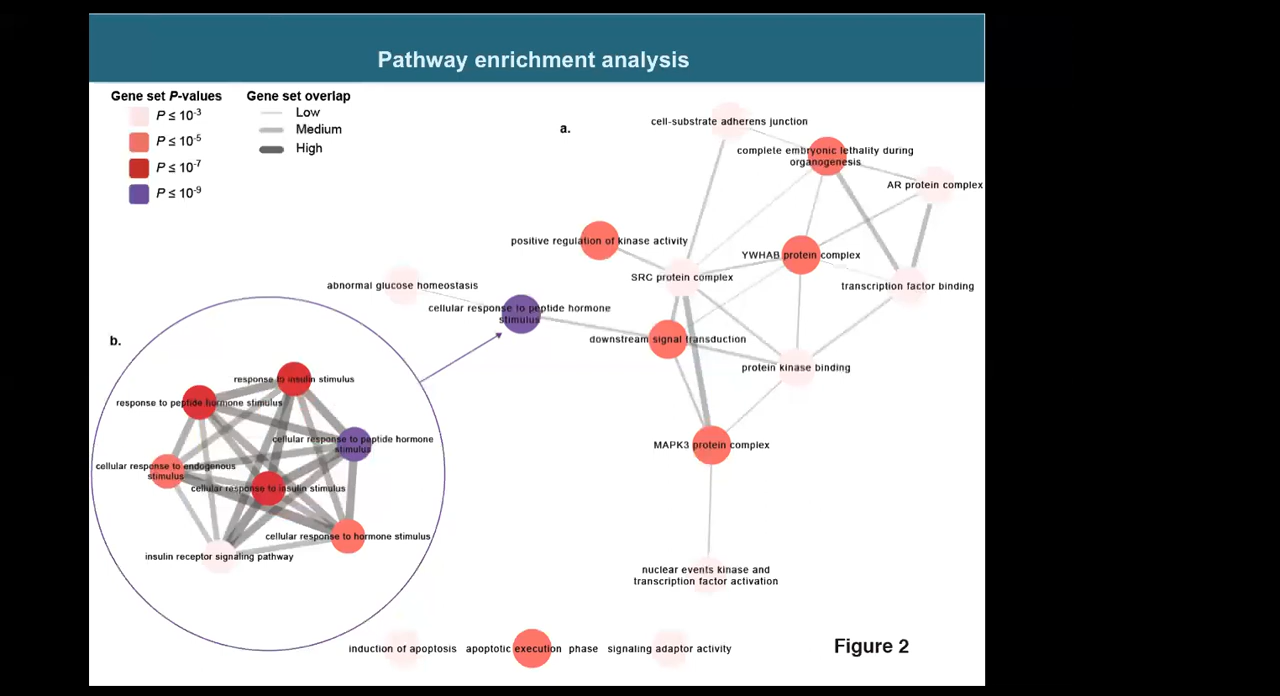 Pathway enrichment analysis
Gene set P-values
P ≤ 10⁻³
P ≤ 10⁻⁵
P ≤ 10⁻⁷
P ≤ 10⁻⁹
Gene set overlap
Low
Medium
High
a.
cell-substrate adherens junction
complete embryonic lethality during
organogenesis
AR protein complex
positive regulation of kinase activity
YWHAB protein complex
SRC protein complex
abnormal glucose homeostasis
transcription factor binding
cellular response to peptide hormone
stimulus
downstream signal transduction
protein kinase binding
MAPK3 protein complex
nuclear events kinase and
transcription factor activation
b.
response to insulin stimulus
response to peptide hormone stimulus
cellular response to peptide hormone
stimulus
cellular response to endogenous
stimulus
cellular response to insulin stimulus
cellular response to hormone stimulus
insulin receptor signaling pathway
induction of apoptosis
apoptotic execution phase
signaling adaptor activity
Figure 2